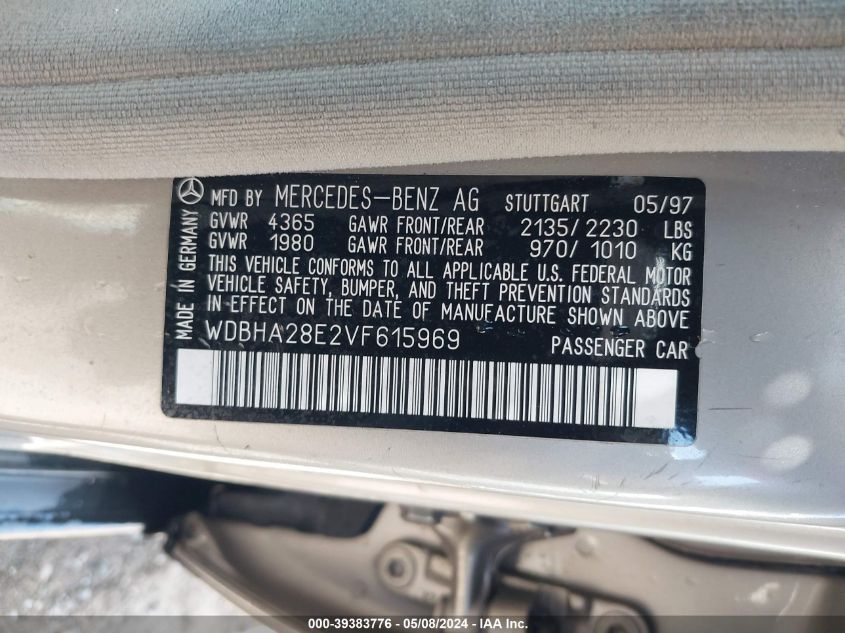 MFD BY MERCEDES-BENZ AG STUTTGART 05/97
GVWR 4365 GAWR FRONT/REAR 2135/2230 LBS
GVWR 1980 GAWR FRONT/REAR 970/1010 KG
THIS VEHICLE CONFORMS TO ALL APPLICABLE U.S. FEDERAL MOTOR
VEHICLE SAFETY, BUMPER, AND THEFT PREVENTION STANDARDS
IN EFFECT ON THE DATE OF MANUFACTURE SHOWN ABOVE
WDBHA28E2VF615969 PASSENGER CAR
MADE IN GERMANY
000-39383776 - 05/08/2024 - IAA Inc.